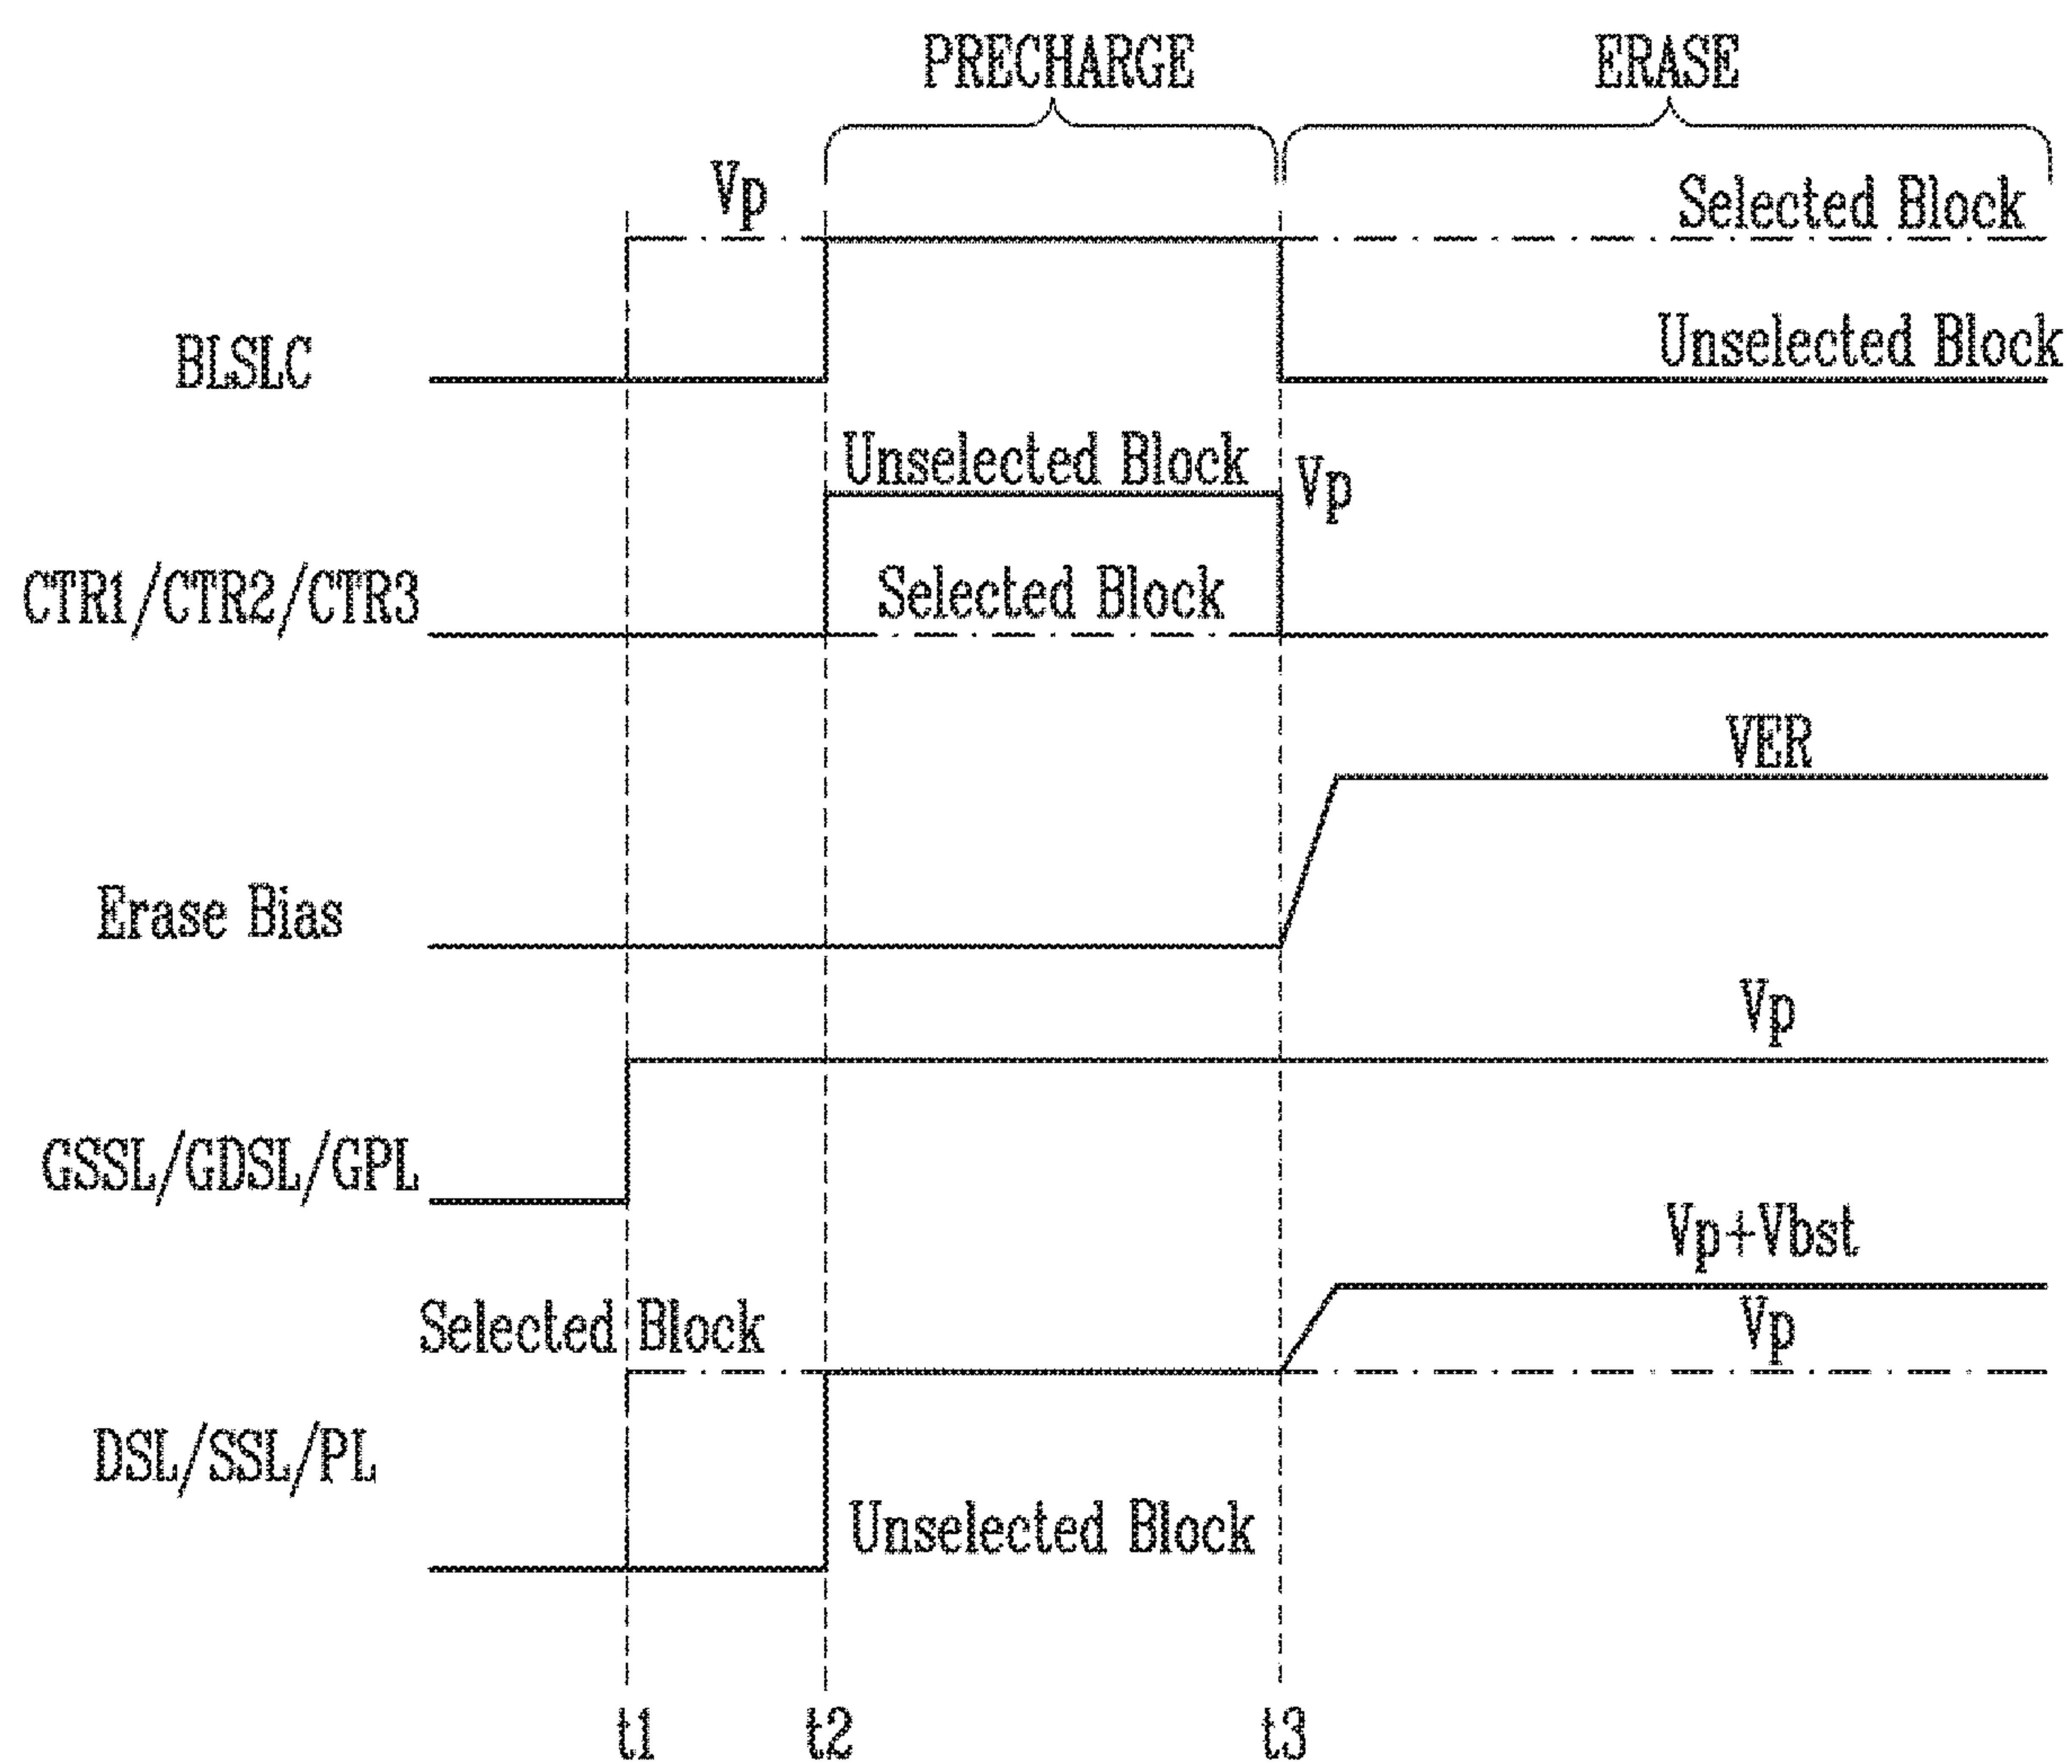 PRECHARGE
ERASE
Vp
Selected Block
BLSLC
Unselected Block
Unselected Block
Vp
CTR1/CTR2/CTR3
Selected Block
VER
Erase Bias
Vp
GSSL/GDSL/GPL
Vp+Vbst
Selected Block
Vp
DSL/SSL/PL
Unselected Block
t1
t2
t3